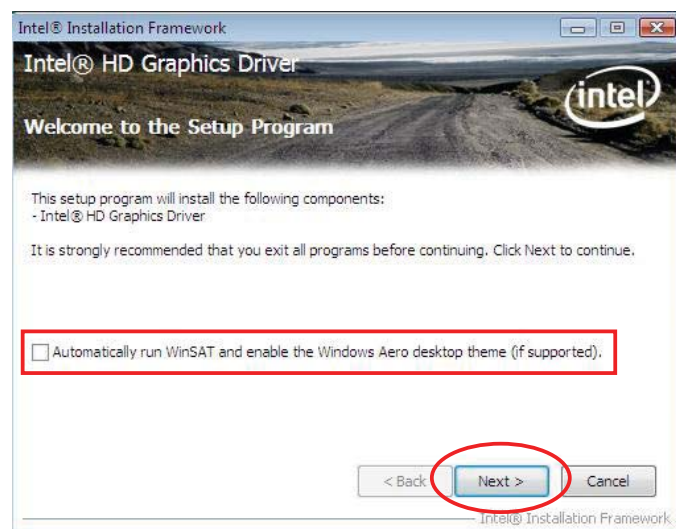 Intel® Installation Framework
Intel® HD Graphics Driver
intel
Welcome to the Setup Program
This setup program will install the following components:
- Intel® HD Graphics Driver
It is strongly recommended that you exit all programs before continuing. Click Next to continue.
Automatically run WinSAT and enable the Windows Aero desktop theme (if supported).
< Back Next > Cancel
Intel® Installation Framework